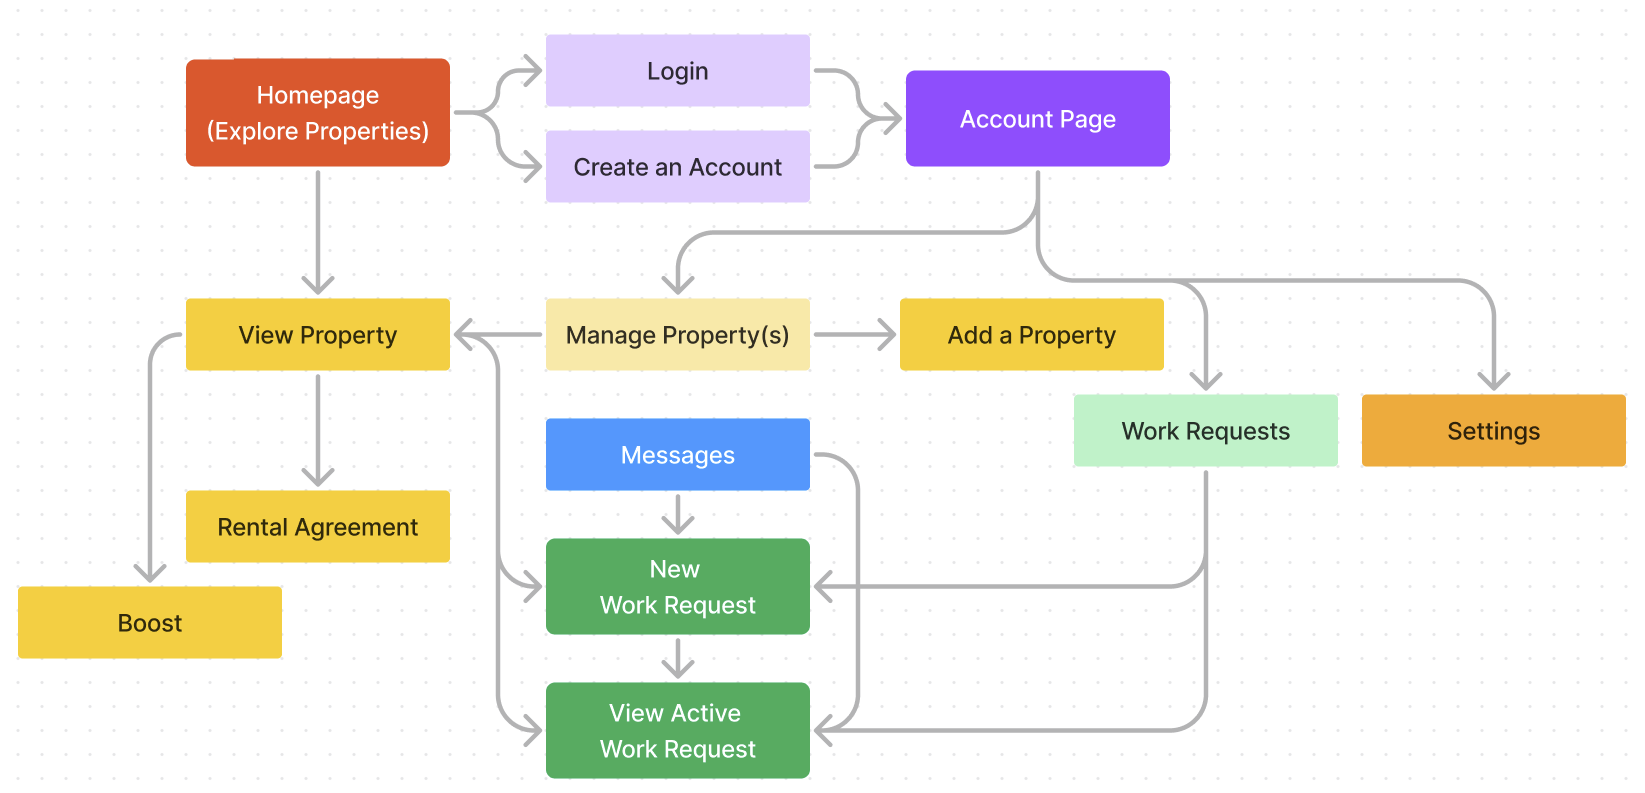 Homepage
(Explore Properties)
Login
Create an Account
Account Page
View Property
Manage Property(s)
Add a Property
Work Requests
Settings
Messages
Rental Agreement
New
Work Request
Boost
View Active
Work Request